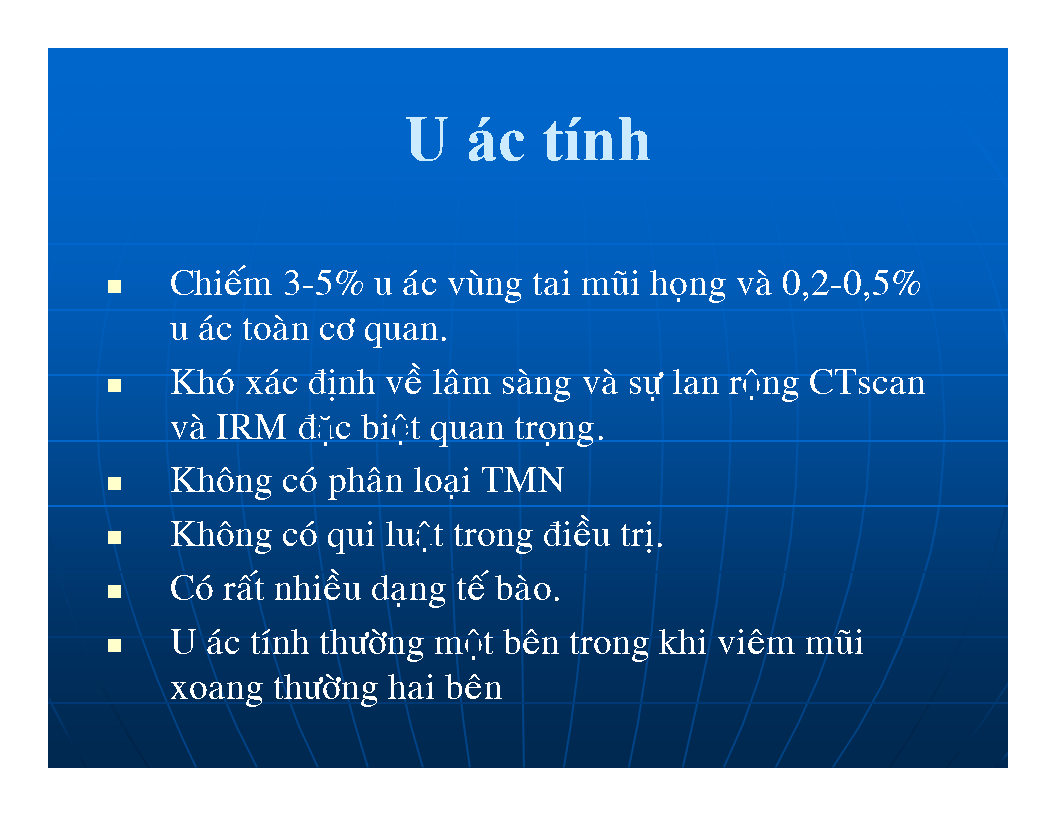 U ác tính
Chiếm 3-5% u ác vùng tai mũi họng và 0,2-0,5%
u ác toàn cơ quan.
Khó xác định về lâm sàng và sự lan rộng CTscan
và IRM đặc biệt quan trọng.
Không có phân loại TMN
Không có qui luật trong điều trị.
Có rất nhiều dạng tế bào.
U ác tính thường một bên trong khi viêm mũi
xoang thường hai bên